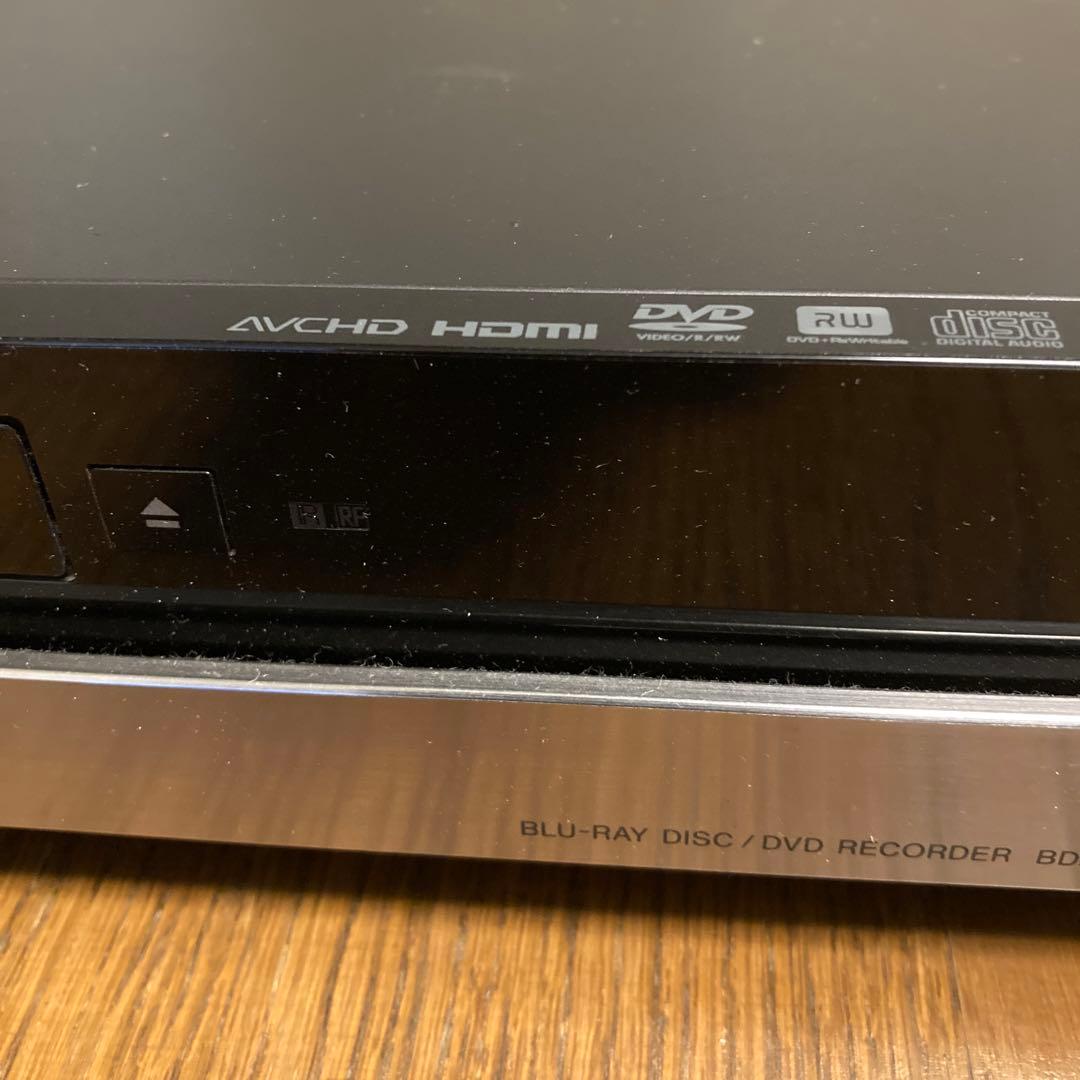 AVCHD HDMI DVD VIDEO/R/RW RW DVD+ReWritable COMPACT disc DIGITAL AUDIO
BLU-RAY DISC / DVD RECORDER BD